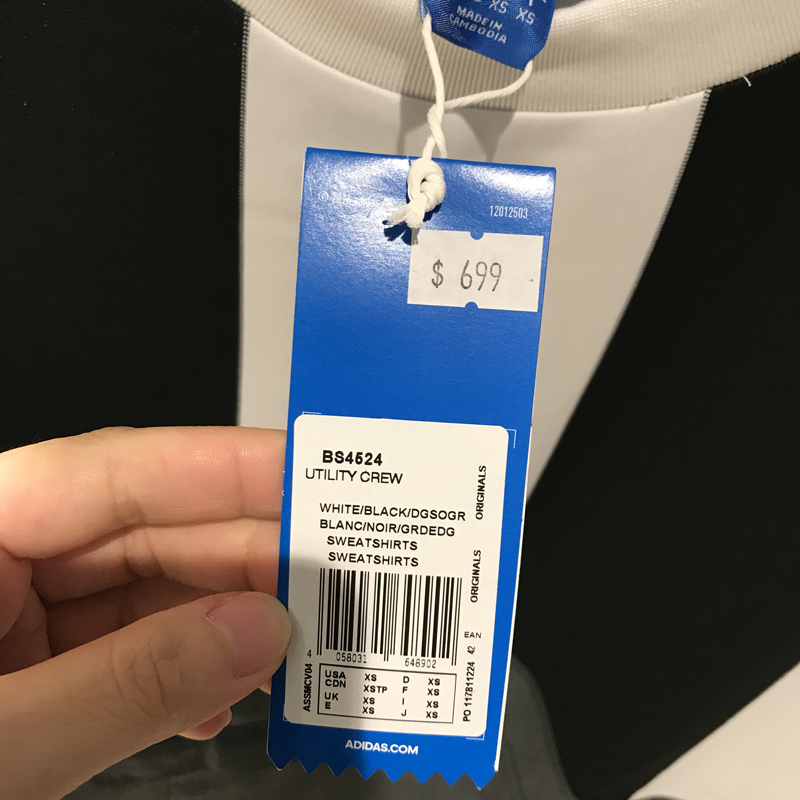 XS XS
MADE IN
CAMBODIA
12012503
$ 699
BS4524
UTILITY CREW
WHITE/BLACK/DGSOGR
BLANC/NOIR/GRDEDG
SWEATSHIRTS
SWEATSHIRTS
ORIGINALS
ORIGINALS
EAN
4 058031 648902
42
PO 117811224
ASSMCV04
USA XS D XS
CDN XSTP F XS
UK XS I XS
E XS J XS
ADIDAS.COM